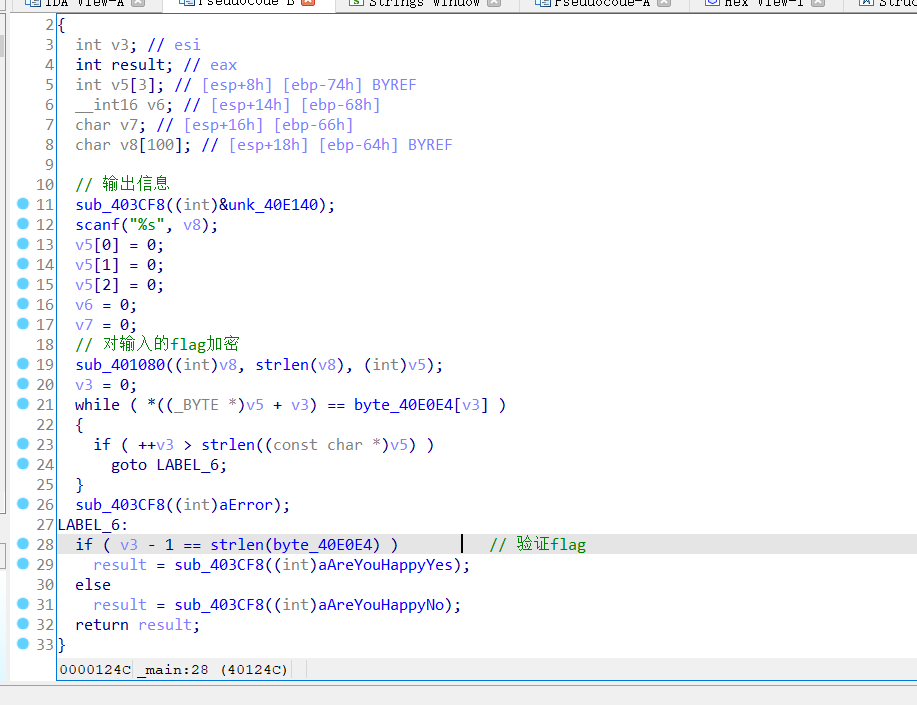 IDA View-A Pseudocode-B Strings window Pseudocode-A Hex View-1 Struc
2 {
3 int v3; // esi
4 int result; // eax
5 int v5[3]; // [esp+8h] [ebp-74h] BYREF
6 __int16 v6; // [esp+14h] [ebp-68h]
7 char v7; // [esp+16h] [ebp-66h]
8 char v8[100]; // [esp+18h] [ebp-64h] BYREF
9
10 // 输出信息
11 sub_403CF8((int)&unk_40E140);
12 scanf("%s", v8);
13 v5[0] = 0;
14 v5[1] = 0;
15 v5[2] = 0;
16 v6 = 0;
17 v7 = 0;
18 // 对输入的flag加密
19 sub_401080((int)v8, strlen(v8), (int)v5);
20 v3 = 0;
21 while ( *((_BYTE *)v5 + v3) == byte_40E0E4[v3] )
22 {
23 if ( ++v3 > strlen((const char *)v5) )
24 goto LABEL_6;
25 }
26 sub_403CF8((int)aError);
27 LABEL_6:
28 if ( v3 - 1 == strlen(byte_40E0E4) ) // 验证flag
29 result = sub_403CF8((int)aAreYouHappyYes);
30 else
31 result = sub_403CF8((int)aAreYouHappyNo);
32 return result;
33 }
0000124C _main:28 (40124C)